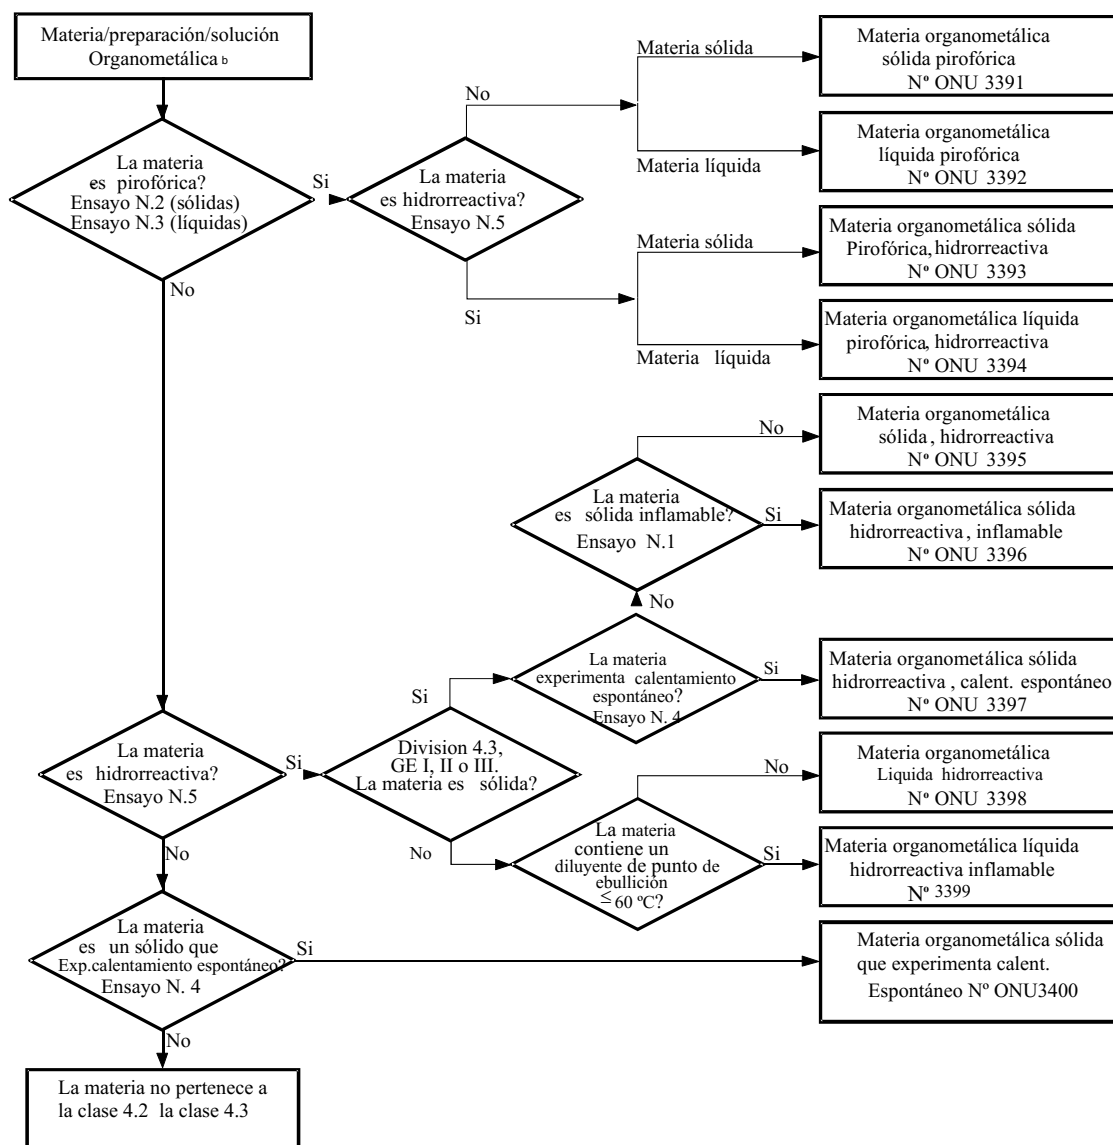 Materia/preparación/solución
Organometálica b
La materia
es pirofórica?
Ensayo N.2 (sólidas)
Ensayo N.3 (líquidas)
Si
No
La materia
es hidrorreactiva?
Ensayo N.5
No
Si
Materia sólida
Materia líquida
Materia sólida
Materia líquida
Materia organometálica
sólida pirofórica
Nº ONU 3391
Materia organometálica
líquida pirofórica
Nº ONU 3392
Materia organometálica sólida
Pirofórica, hidrorreactiva
Nº ONU 3393
Materia organometálica líquida
pirofórica, hidrorreactiva
Nº ONU 3394
No
Materia organometálica
sólida , hidrorreactiva
Nº ONU 3395
La materia
es sólida inflamable?
Ensayo N.1
Si
Materia organometálica sólida
hidrorreactiva , inflamable
Nº ONU 3396
No
La materia
experimenta calentamiento
espontáneo?
Ensayo N. 4
Si
Materia organometálica sólida
hidrorreactiva , calent. espontáneo
Nº ONU 3397
La materia
es hidrorreactiva?
Ensayo N.5
Si
No
Division 4.3,
GE I, II o III.
La materia es sólida?
Si
No
No
Materia organometálica
Liquida hidrorreactiva
Nº ONU 3398
La materia
contiene un
diluyente de punto de
ebullición
≤ 60 ºC?
Si
Materia organometálica líquida
hidrorreactiva inflamable
Nº 3399
La materia
es un sólido que
Exp.calentamiento espontáneo?
Ensayo N. 4
Si
No
Materia organometálica sólida
que experimenta calent.
Espontáneo Nº ONU3400
La materia no pertenece a
la clase 4.2 la clase 4.3